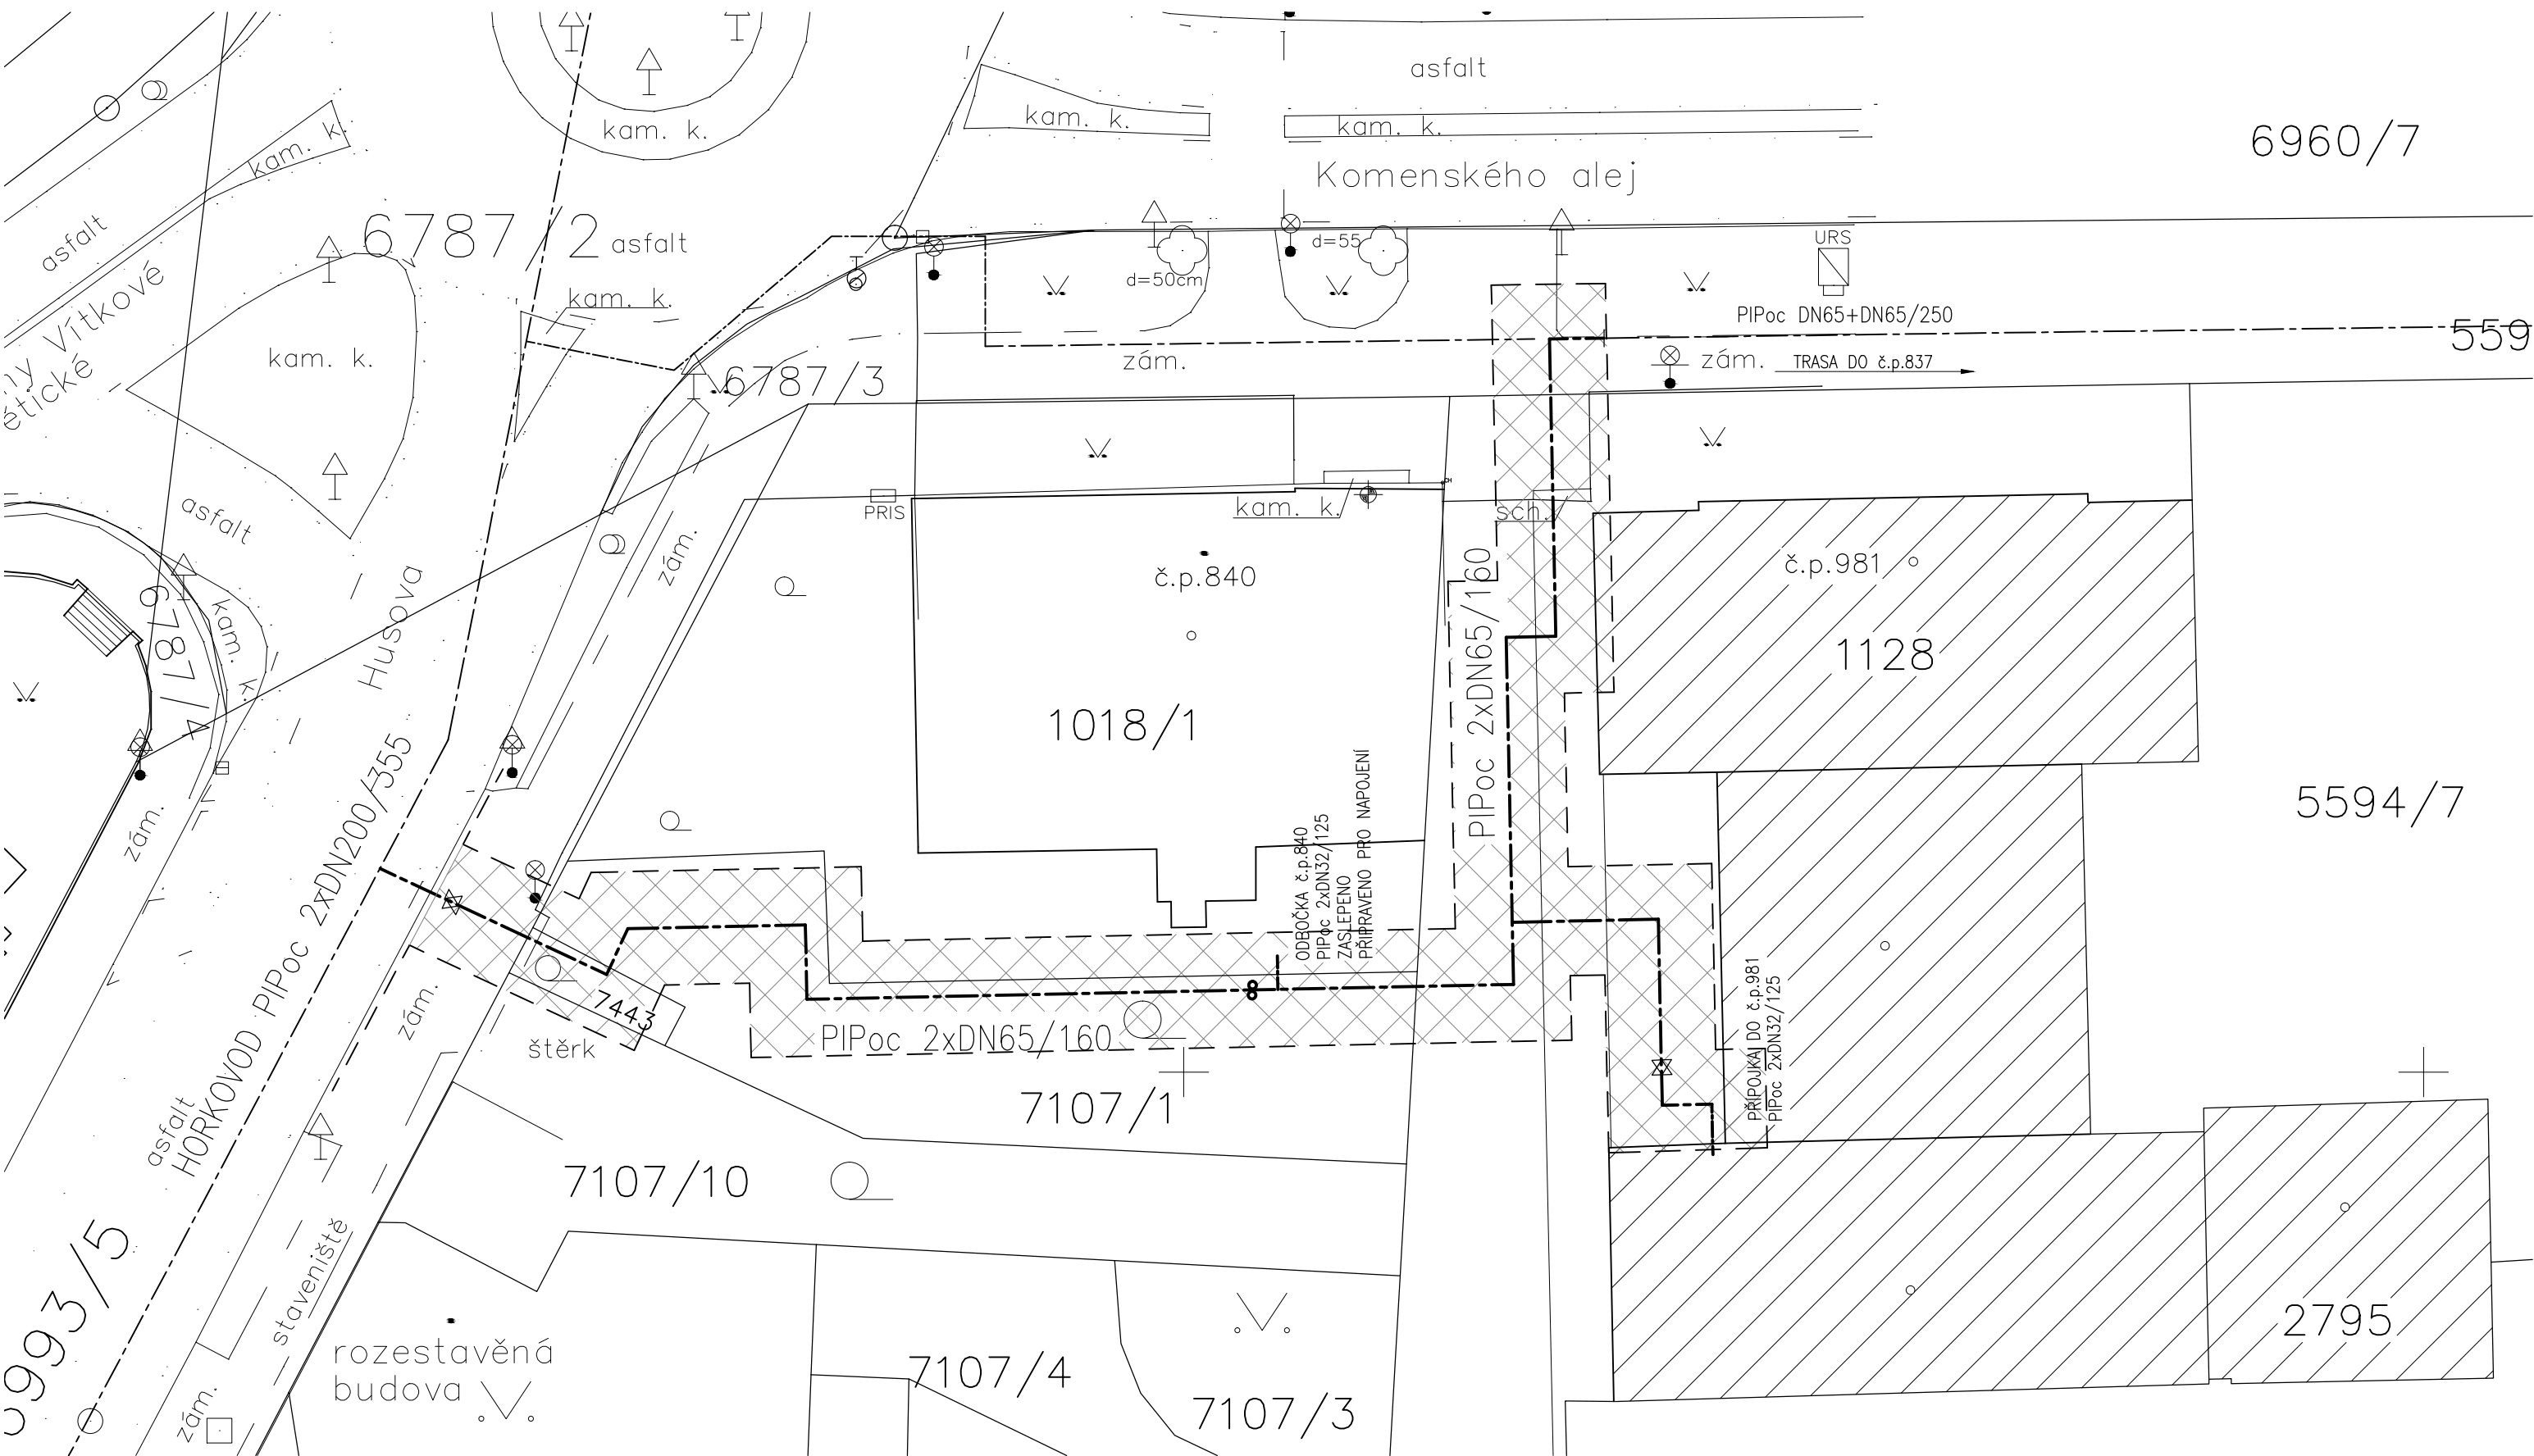 asfalt
kam. k.
kam. k.
kam. k.
kam. k.
6960/7
Komenského alej
asfalt
6787/2
asfalt
d=55
d=50cm
URS
kam. k.
PIPoc DN65+DN65/250
559
Vítkové
kam. k.
zám.
zám.
TRASA DO č.p.837
6787/3
asfalt
PRIS
kam. k.
sch.
zám.
č.p.840
č.p.981
Husova
6787/4
kam. k.
1128
1018/1
PIPoc 2xDN65/160
5594/7
zám.
HORKOVOD PIPoc 2xDN200/355
ODBOČKA č.p.840
PIPoc 2xDN32/125
ZASLEPENO
PŘIPRAVENO PRO NAPOJENÍ
zám.
7443
štěrk
PIPoc 2xDN65/160
PŘÍPOJKA DO č.p.981
PIPoc 2xDN32/125
asfalt
7107/1
7107/10
993/5
staveniště
zám.
rozestavěná
budova
7107/4
7107/3
2795